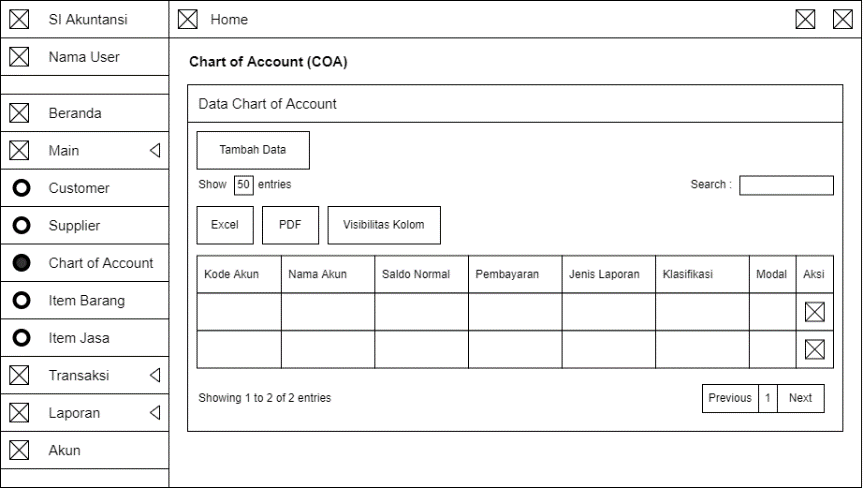 SI Akuntansi
Home
Nama User
Beranda
Main
Customer
Supplier
Chart of Account
Item Barang
Item Jasa
Transaksi
Laporan
Akun
Chart of Account (COA)
Data Chart of Account
Tambah Data
Show 50 entries
Search :
Excel PDF Visibilitas Kolom
Kode Akun Nama Akun Saldo Normal Pembayaran Jenis Laporan Klasifikasi Modal Aksi
Showing 1 to 2 of 2 entries
Previous 1 Next